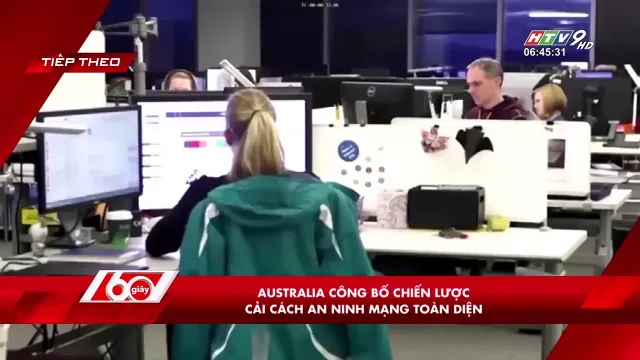 TIẾP THEO
HTV9 HD
06:45:31
DELL
60 giây
AUSTRALIA CÔNG BỐ CHIẾN LƯỢC
CẢI CÁCH AN NINH MẠNG TOÀN DIỆN